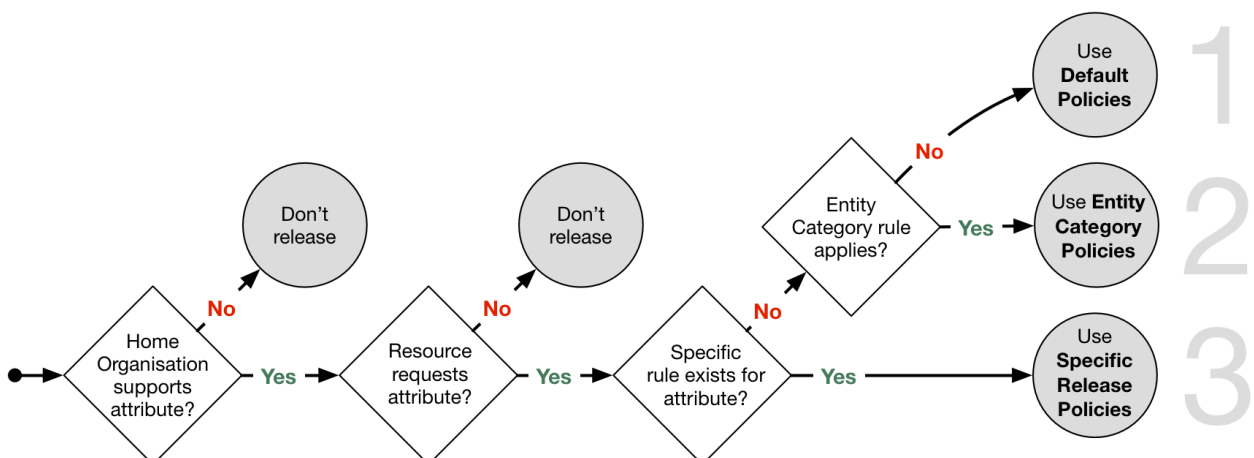 Home
Organisation
supports
attribute?
No
Don’t
release
Yes
Resource
requests
attribute?
No
Don’t
release
Yes
Specific
rule exists for
attribute?
No
Entity
Category rule
applies?
No
Use
Default
Policies
1
Yes
Use Entity
Category
Policies
2
Yes
Use
Specific
Release
Policies
3